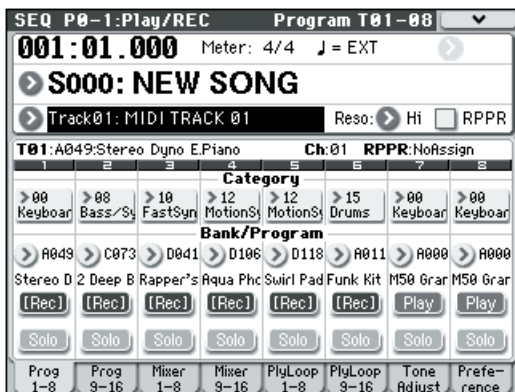 SEQ P0-1:Play/REC Program T01-08
001:01.000 Meter: 4/4 ♩= EXT
S000: NEW SONG
Track01: MIDI TRACK 01 Reso: Hi RPPR
T01:A049:Stereo Dyno E.Piano Ch:01 RPPR:NoAssign
1 2 3 4 5 6 7 8
Category
00 08 10 12 12 15 00 00
Keyboar Bass/Sy FastSyn MotionSy MotionSy Drums Keyboar Keyboar
Bank/Program
A049 C073 D041 D106 D118 A011 A000 A000
Stereo D 2 Deep B Rapper's Aqua Pho Swirl Pad Funk Kit M50 Gran M50 Gran
[Rec] [Rec] [Rec] [Rec] [Rec] [Rec] Play Play
Solo Solo Solo Solo Solo Solo Solo Solo
Prog 1-8 Prog 9-16 Mixer 1-8 Mixer 9-16 PlyLoop 1-8 PlyLoop 9-16 Tone Adjust Prefe-rence